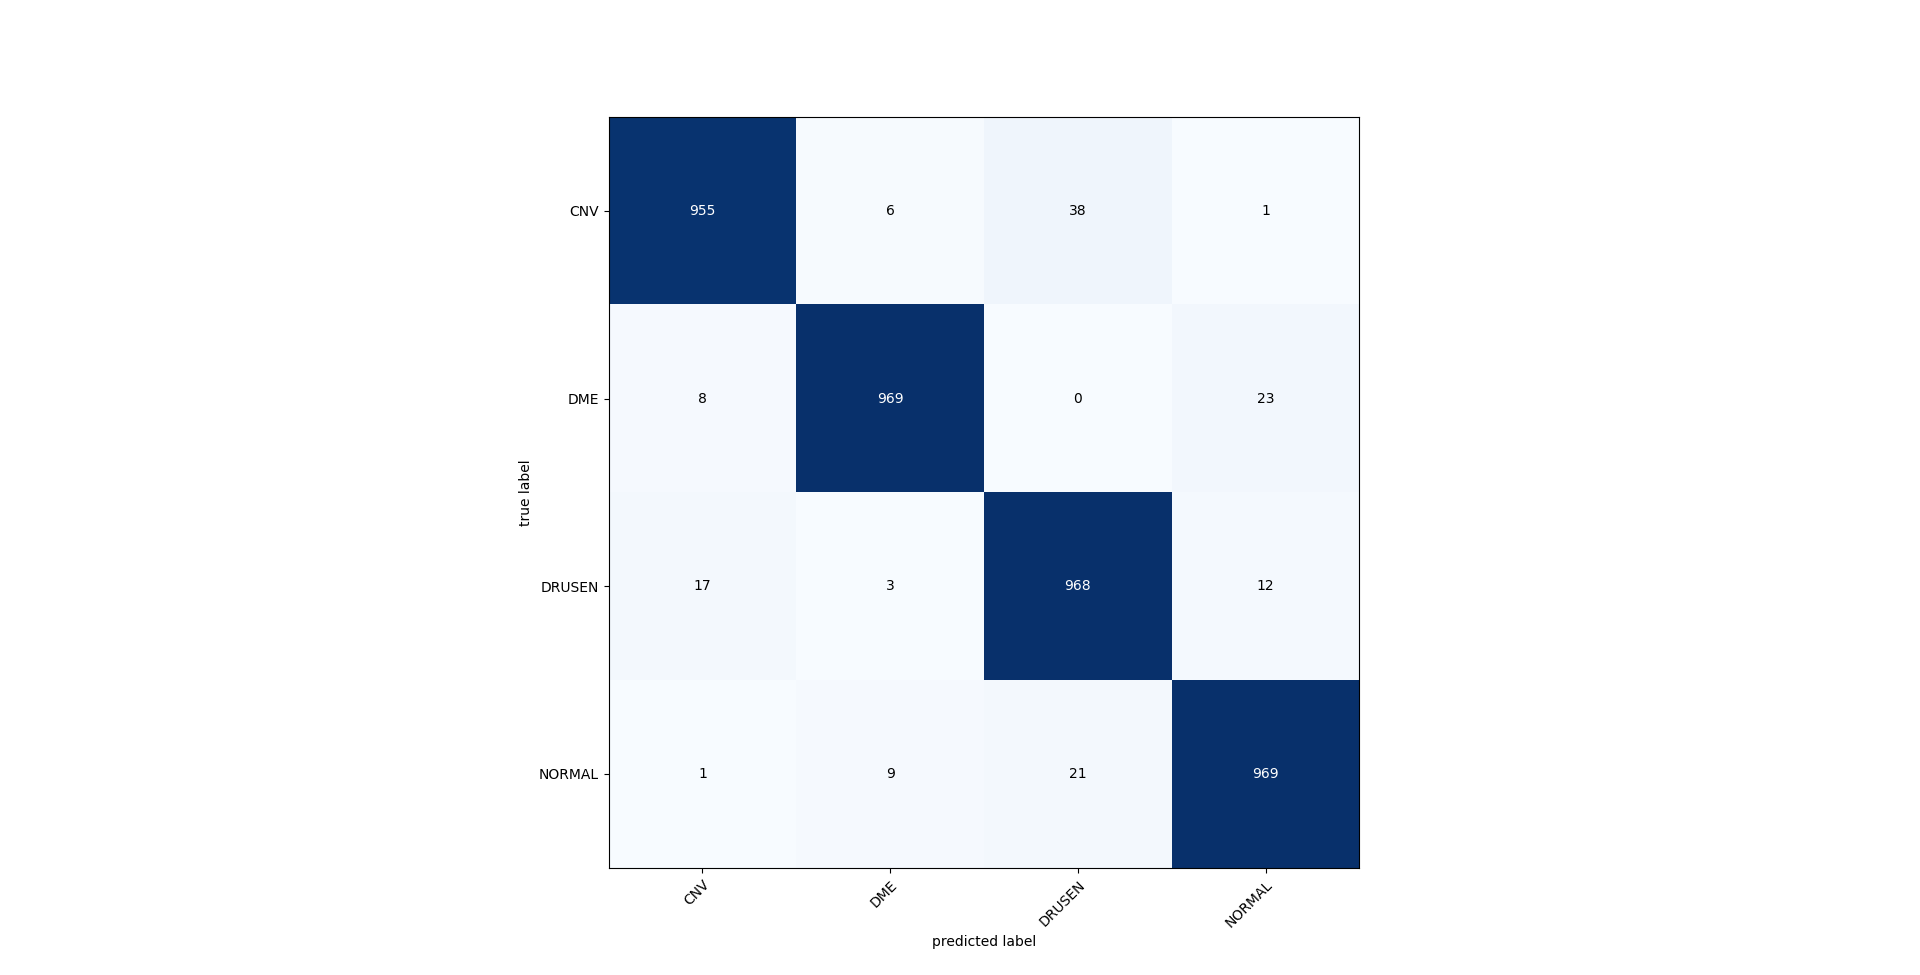 CNV 955 6 38 1
DME 8 969 0 23
DRUSEN 17 3 968 12
NORMAL 1 9 21 969
true label
CNV DME DRUSEN NORMAL
predicted label